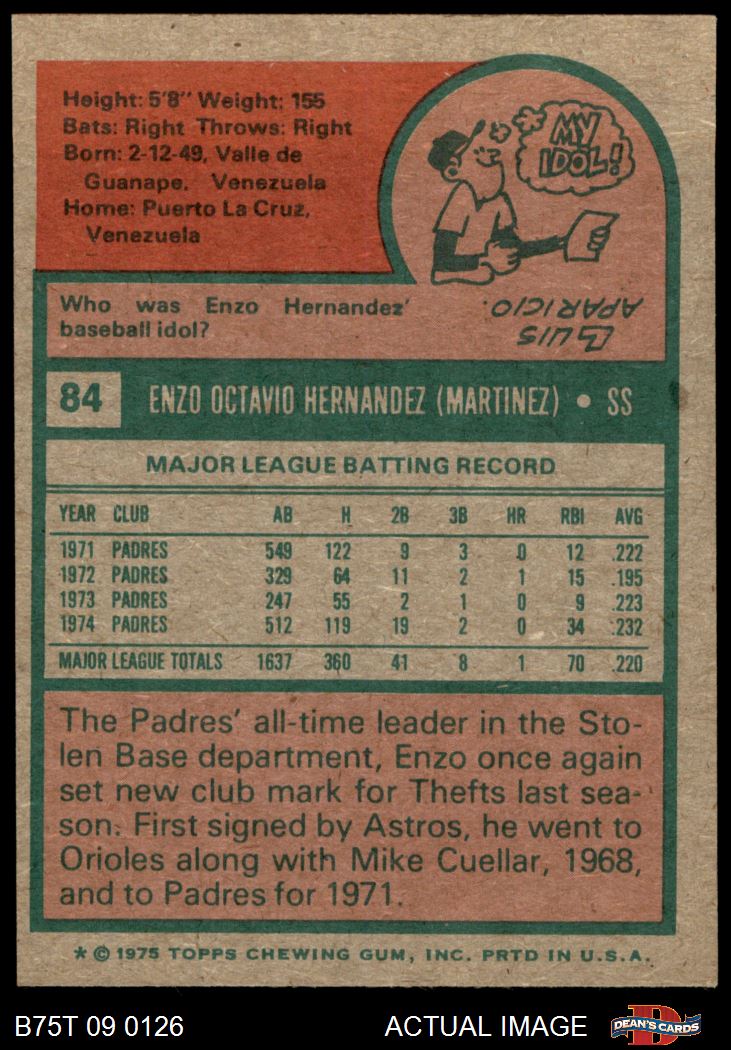 Height: 5'8" Weight: 155
Bats: Right Throws: Right
Born: 2-12-49, Valle de
Guanape, Venezuela
Home: Puerto La Cruz,
Venezuela
MY
IDOL!
Who was Enzo Hernandez'
baseball idol?
LUIS
APARICIO.
84 ENZO OCTAVIO HERNANDEZ (MARTINEZ) • SS
MAJOR LEAGUE BATTING RECORD
YEAR CLUB AB H 2B 3B HR RBI AVG
1971 PADRES 549 122 9 3 0 12 .222
1972 PADRES 329 64 11 2 1 15 .195
1973 PADRES 247 55 2 1 0 9 .223
1974 PADRES 512 119 19 2 0 34 .232
MAJOR LEAGUE TOTALS 1637 360 41 8 1 70 .220
The Padres' all-time leader in the Sto-
len Base department, Enzo once again
set new club mark for Thefts last sea-
son. First signed by Astros, he went to
Orioles along with Mike Cuellar, 1968,
and to Padres for 1971.
* © 1975 TOPPS CHEWING GUM, INC. PRTD IN U.S.A.
B75T 09 0126 ACTUAL IMAGE D DEAN'S CARDS